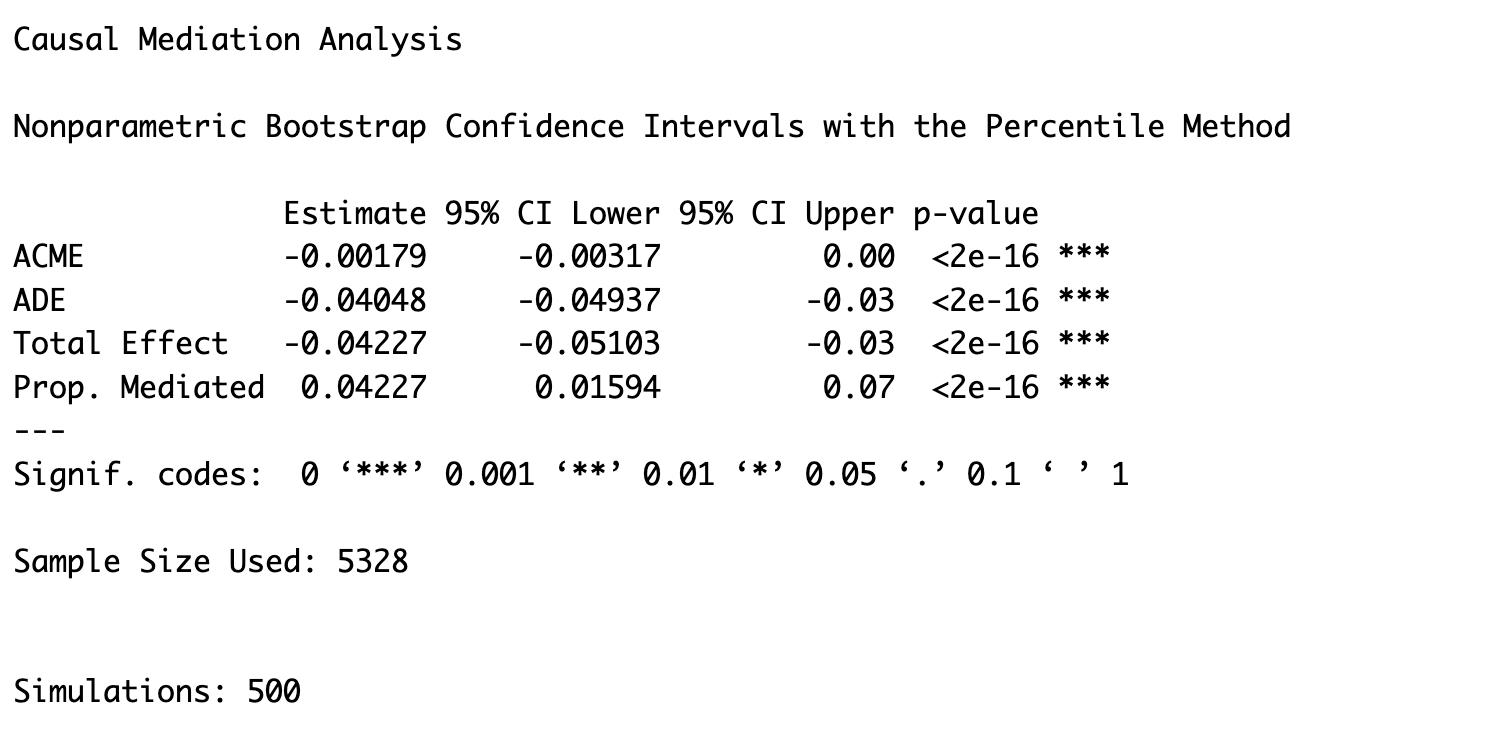 Causal Mediation Analysis
Nonparametric Bootstrap Confidence Intervals with the Percentile Method
Estimate 95% CI Lower 95% CI Upper p-value
ACME -0.00179 -0.00317 0.00 <2e-16 ***
ADE -0.04048 -0.04937 -0.03 <2e-16 ***
Total Effect -0.04227 -0.05103 -0.03 <2e-16 ***
Prop. Mediated 0.04227 0.01594 0.07 <2e-16 ***
---
Signif. codes: 0 ‘***’ 0.001 ‘**’ 0.01 ‘*’ 0.05 ‘.’ 0.1 ‘ ’ 1
Sample Size Used: 5328
Simulations: 500